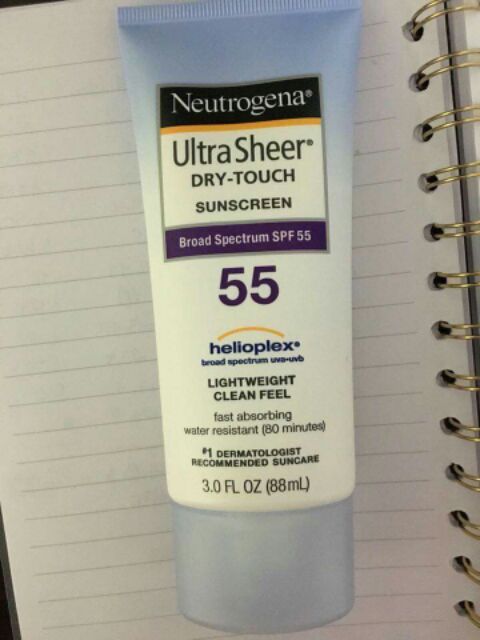 Neutrogena®
Ultra Sheer®
DRY-TOUCH
SUNSCREEN
Broad Spectrum SPF 55
55
helioplex®
broad spectrum uva•uvb
LIGHTWEIGHT
CLEAN FEEL
fast absorbing
water resistant (80 minutes)
#1 DERMATOLOGIST
RECOMMENDED SUNCARE
3.0 FL OZ (88mL)